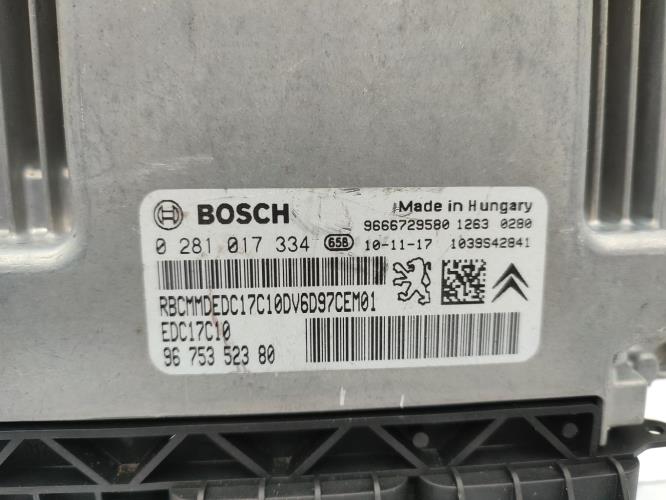 BOSCH
Made in Hungary
9666729580 1263 0280
0 281 017 334 658 10-11-17 1039S42841
RBCMMDEDC17C10DV6D97CEM01
EDC17C10
96 753 523 80